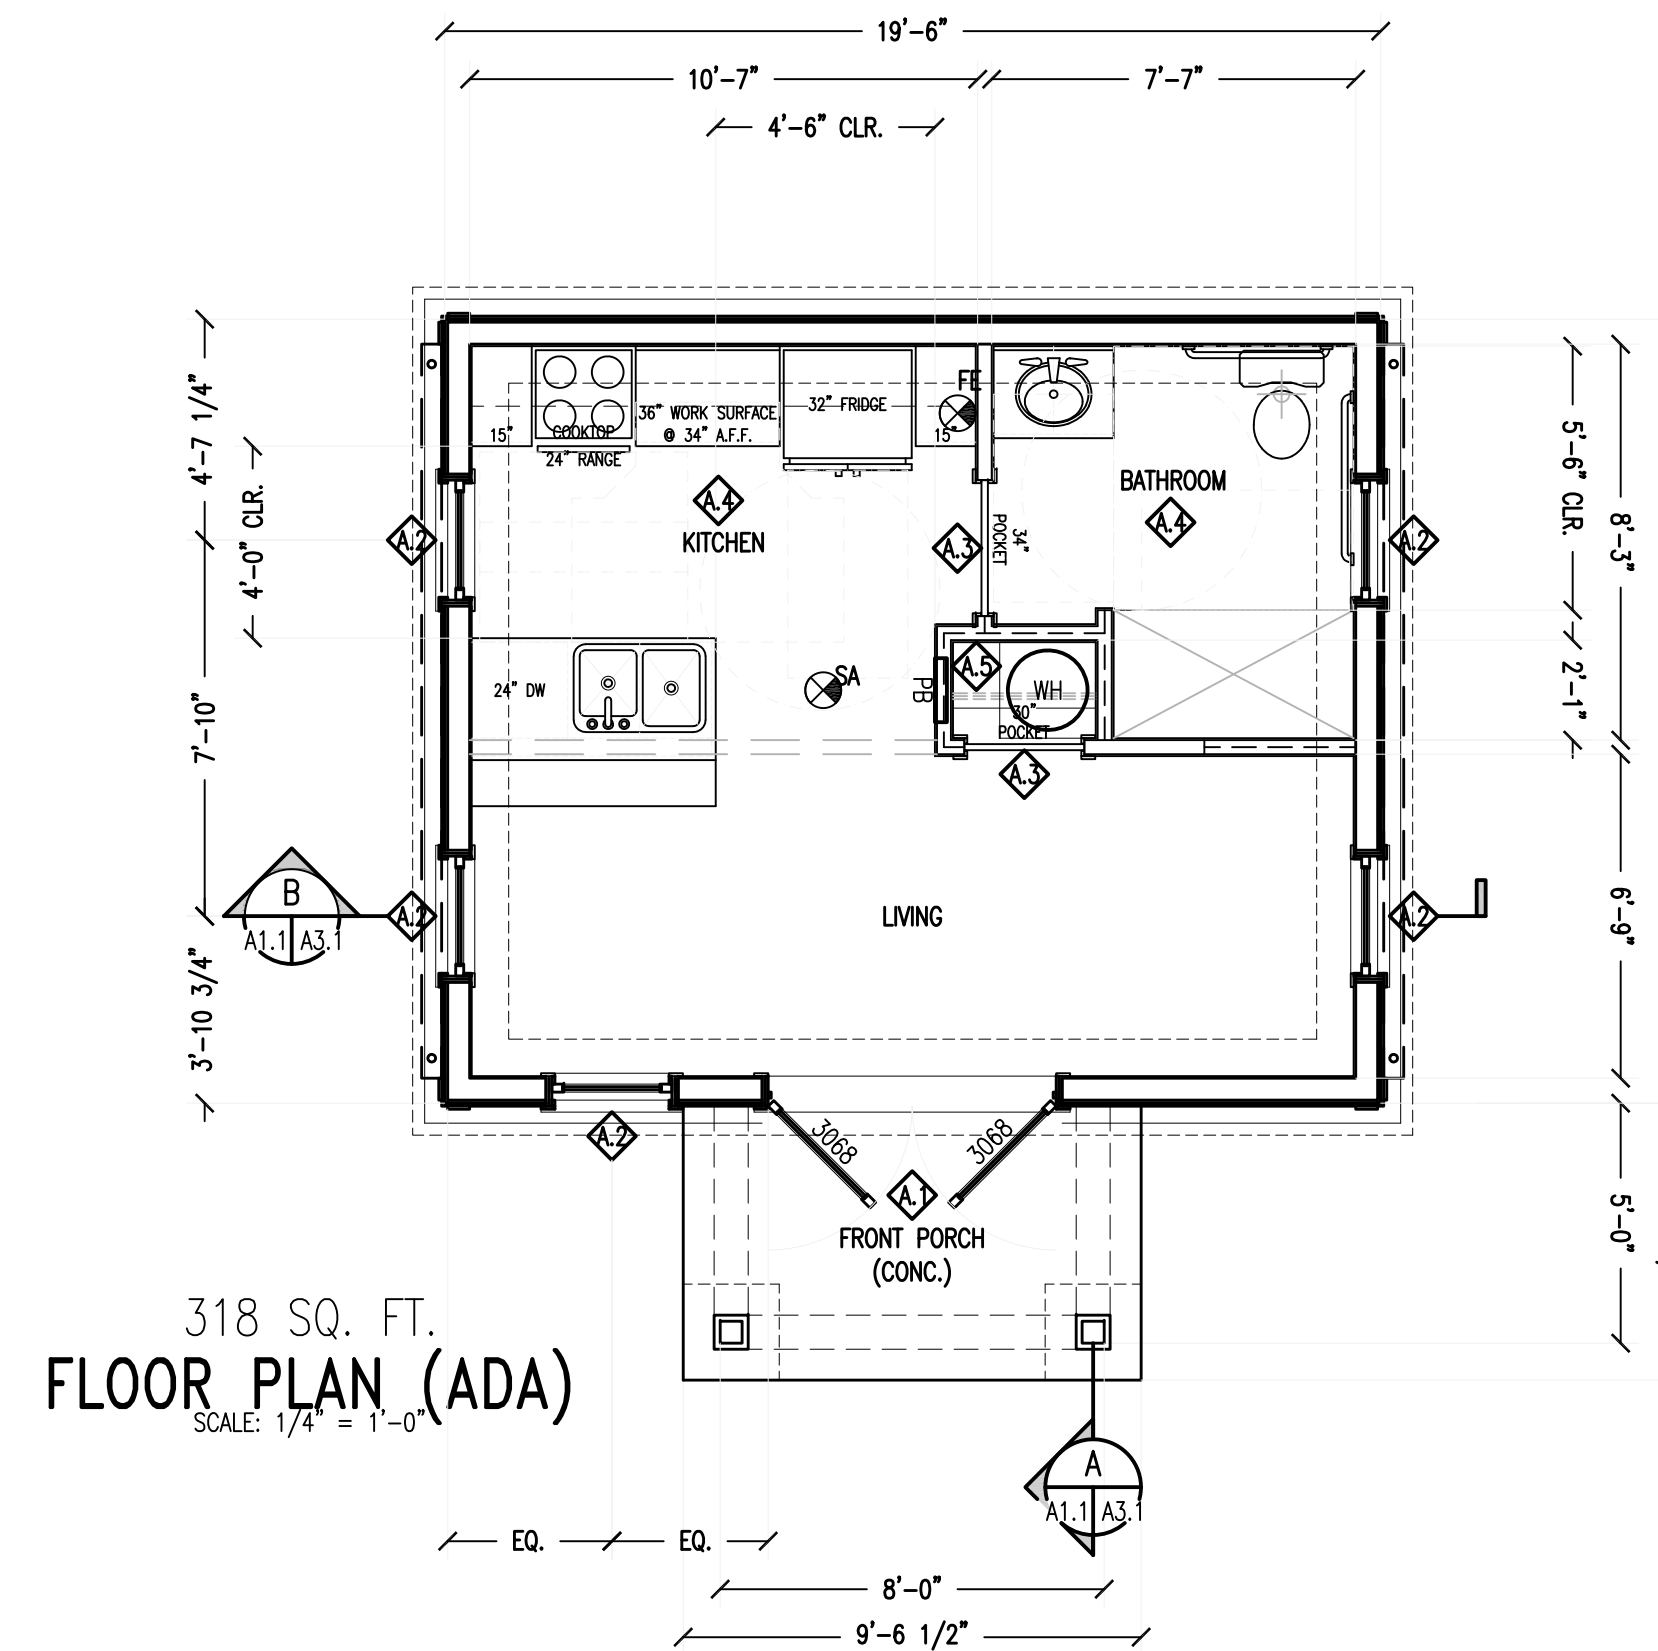 19'-6"
10'-7"
7'-7"
4'-6" CLR.
4'-7 1/4"
4'-0" CLR.
7'-10"
3'-10 3/4"
5'-6" CLR.
8'-3"
2'-1"
6'-9"
5'-0"
FE
15"
COOKTOP
24" RANGE
36" WORK SURFACE
@ 34" A.F.F.
32" FRIDGE
15"
A.4
KITCHEN
BATHROOM
A.4
34"
POCKET
A.3
A.2
A.2
24" DW
SA
PB
A.5
WH
30"
POCKET
A.3
B
A1.1
A3.1
A.2
LIVING
A.2
A.2
3068
3068
A.1
FRONT PORCH
(CONC.)
318 SQ. FT.
FLOOR PLAN (ADA)
SCALE: 1/4" = 1'-0"
A
A1.1
A3.1
EQ.
EQ.
8'-0"
9'-6 1/2"